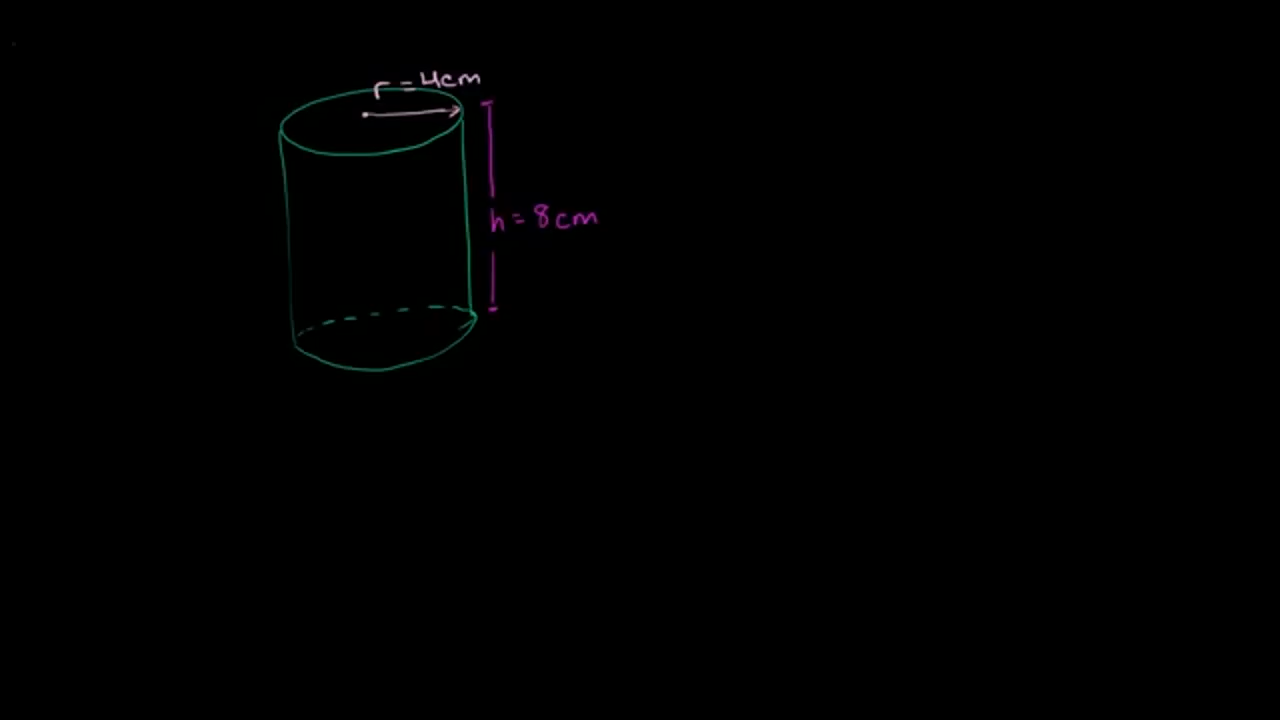 r = 4cm
h = 8cm